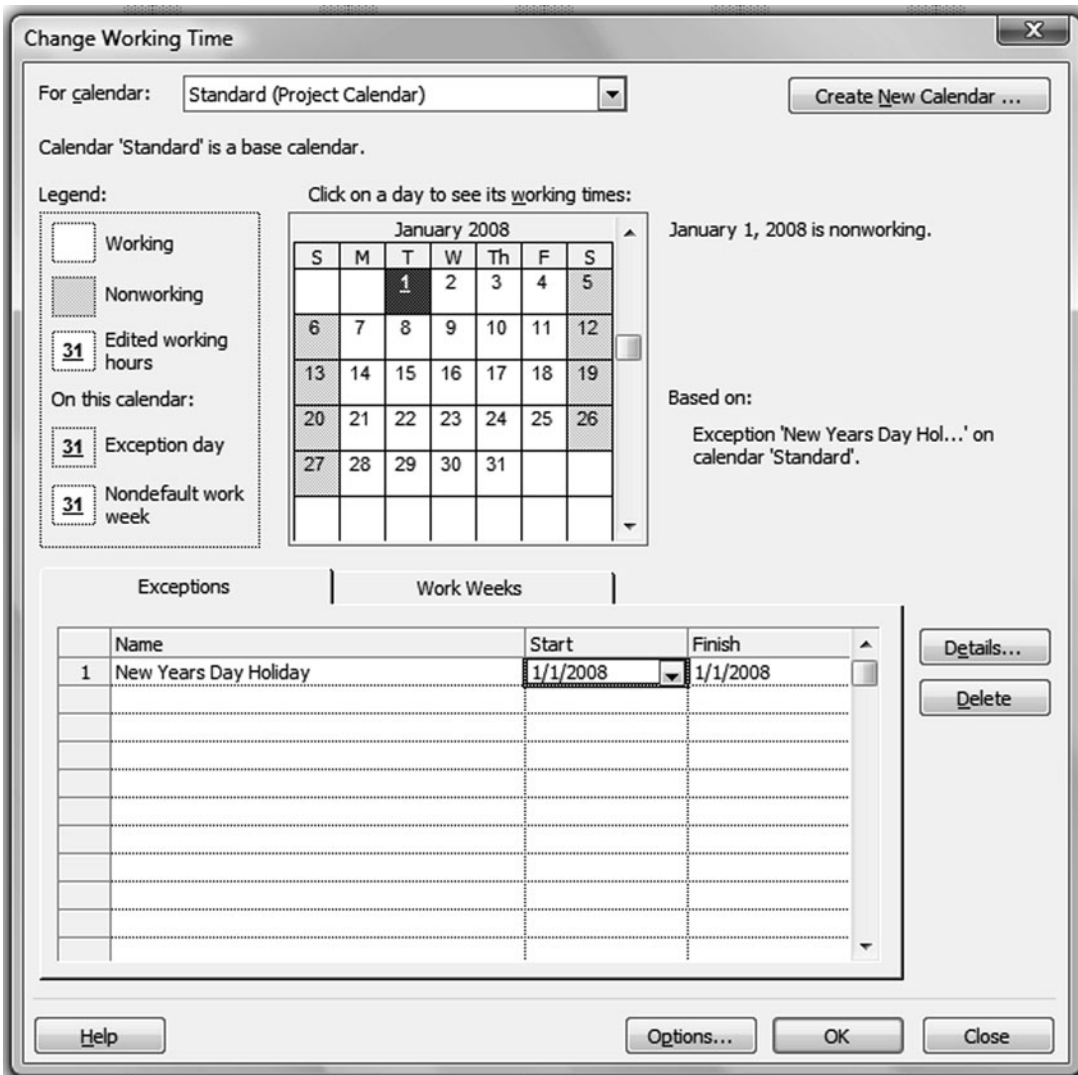 Change Working Time
X
For calendar:
Standard (Project Calendar)
Create New Calendar ...
Calendar 'Standard' is a base calendar.
Legend:
Working
Nonworking
31 Edited working
hours
On this calendar:
31 Exception day
31 Nondefault work
week
Click on a day to see its working times:
January 2008
S M T W Th F S
1 2 3 4 5
6 7 8 9 10 11 12
13 14 15 16 17 18 19
20 21 22 23 24 25 26
27 28 29 30 31
January 1, 2008 is nonworking.
Based on:
Exception 'New Years Day Hol...' on
calendar 'Standard'.
Exceptions Work Weeks
Name Start Finish
1 New Years Day Holiday 1/1/2008 1/1/2008
Details...
Delete
Help Options... OK Close